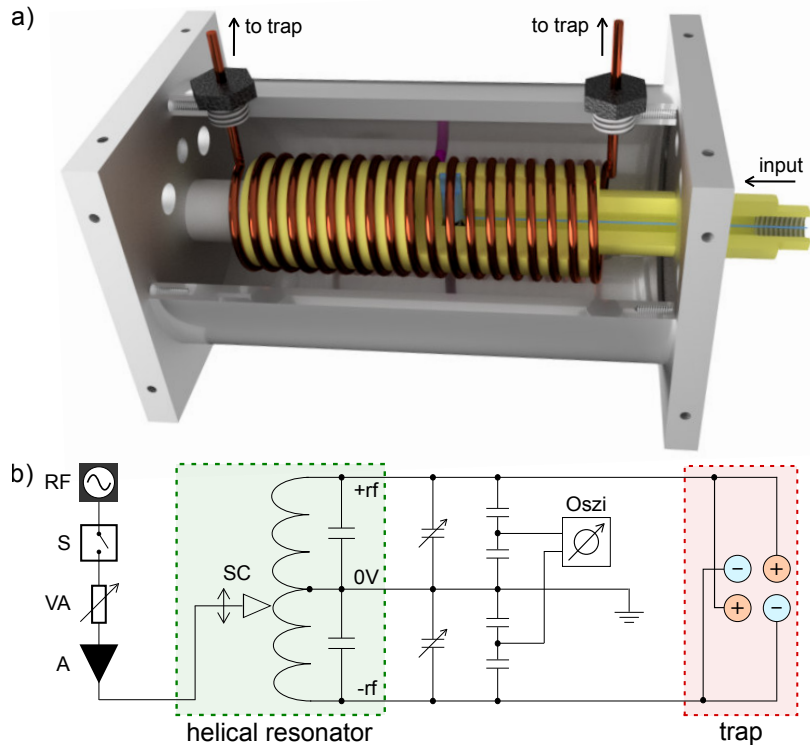 a)
to trap
to trap
input
b)
RF
S
VA
A
SC
+rf
0V
-rf
Oszi
−
+
+
−
helical resonator
trap